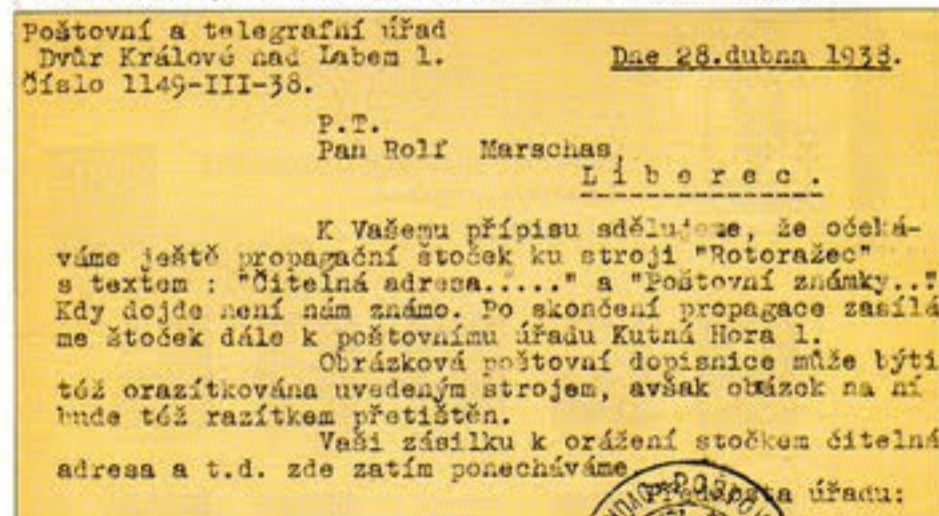 Poštovní a telegrafní úřad
Dvůr Králové nad Labem 1.
Dne 28.dubna 1938.
Číslo 1149-III-38.
P.T.
Pan Rolf Marschas,
L i b e r e c .
K Vašemu přípisu sdělujeme, že očeká-
váme ještě propagační štoček ku stroji "Rotoražec"
s textem : "Čitelná adresa....." a "Poštovní známky..."
Kdy dojde není nám známo. Po skončení propagace zasílá
me štoček dále k poštovnímu úřadu Kutná Hora 1.
Obrázková poštovní dopisnice může býti
též orazítkována uvedeným strojem, avšak obázok na ní
bude též razítkem přetištěn.
Vaši zásilku k orážení stočkem čitelná
adresa a t.d. zde zatím ponecháváme.
Přednosta úřadu: